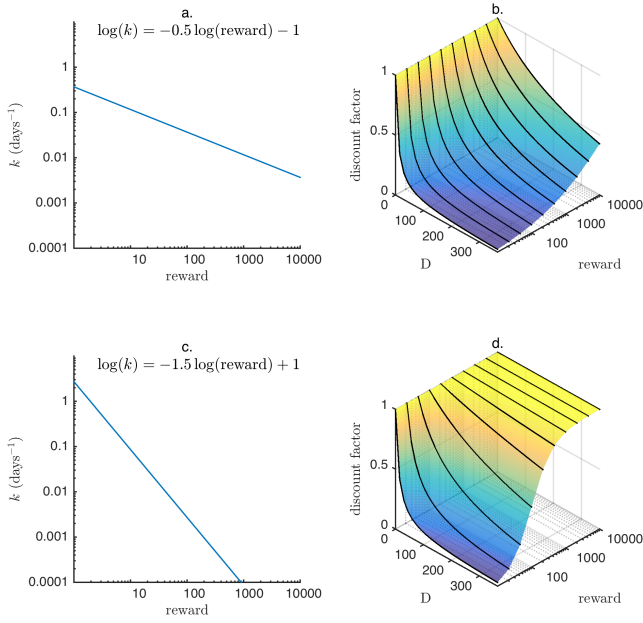 a.
log(k) = −0.5 log(reward) − 1
1
0.1
0.01
0.001
0.0001
10
100
1000
10000
k (days⁻¹)
reward
b.
1
0.5
0
discount factor
0
100
200
300
D
100
1000
10000
reward
c.
log(k) = −1.5 log(reward) + 1
1
0.1
0.01
0.001
0.0001
10
100
1000
10000
k (days⁻¹)
reward
d.
1
0.5
0
discount factor
0
100
200
300
D
100
1000
10000
reward